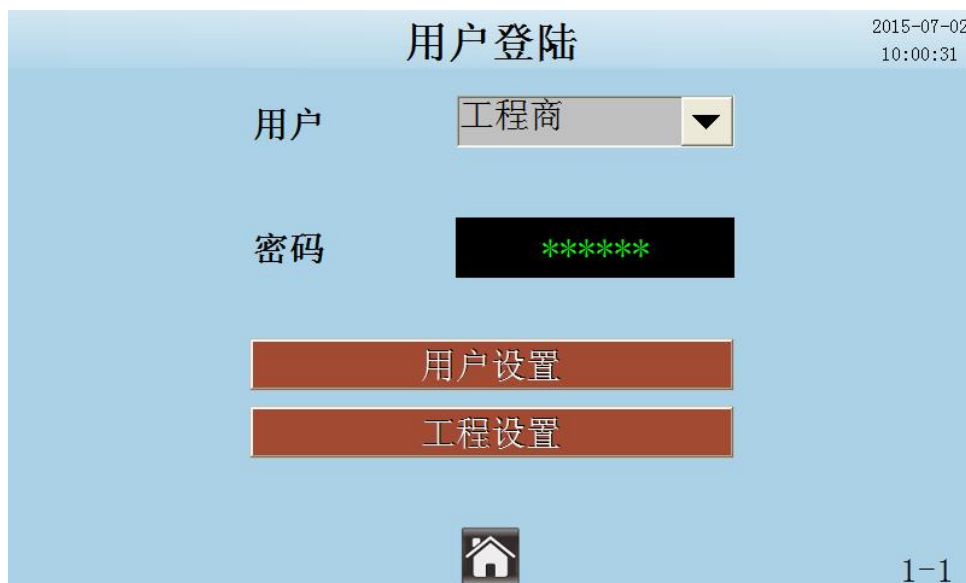 用户登陆
2015-07-02
10:00:31
用户 工程商
密码 ******
用户设置
工程设置
1-1